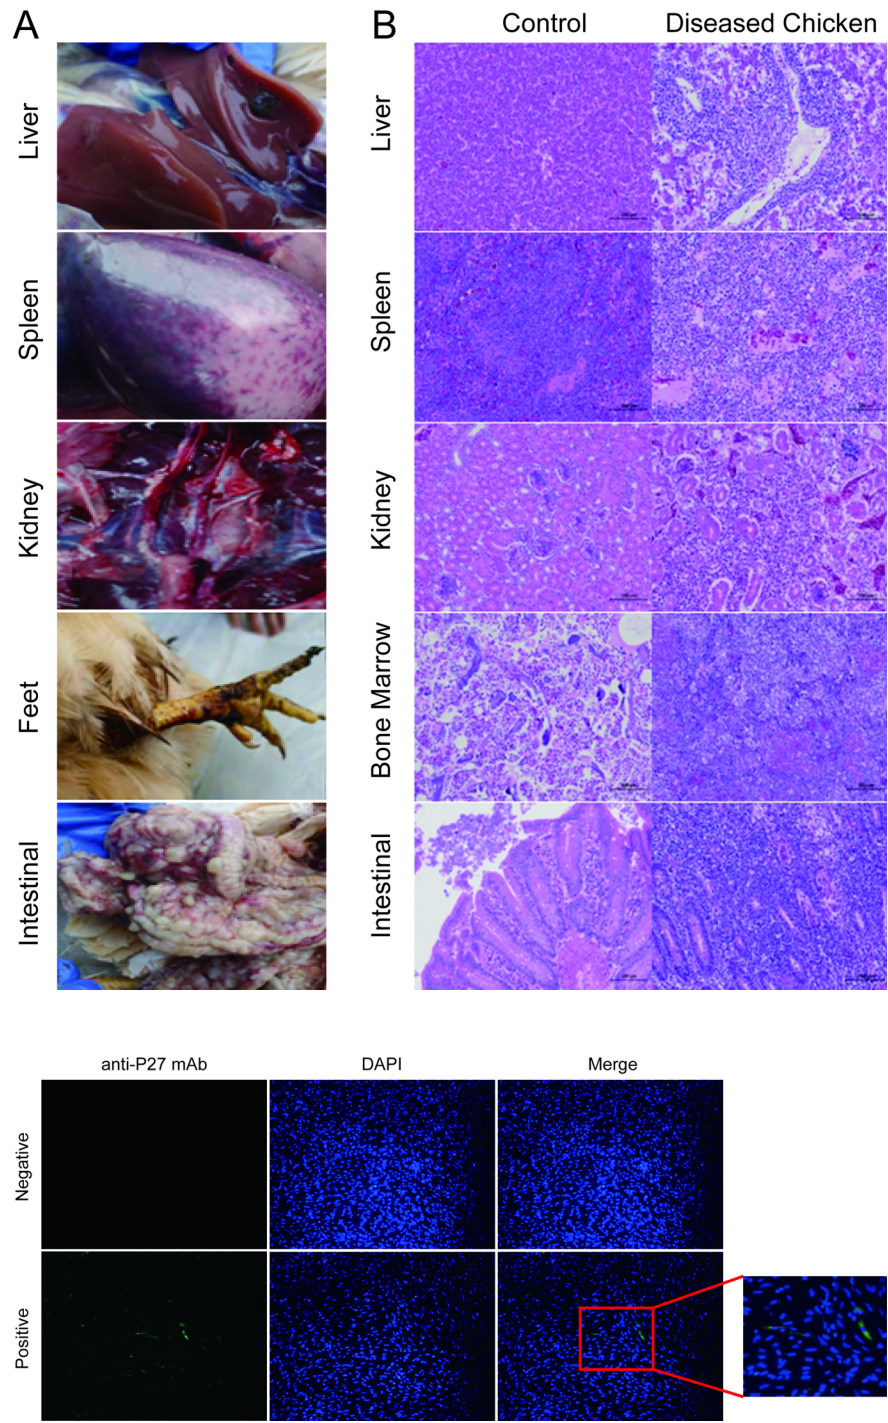 A
B
Control
Diseased Chicken
Liver
Liver
Spleen
Spleen
Kidney
Kidney
Feet
Bone Marrow
Intestinal
Intestinal
anti-P27 mAb
DAPI
Merge
Negative
Positive